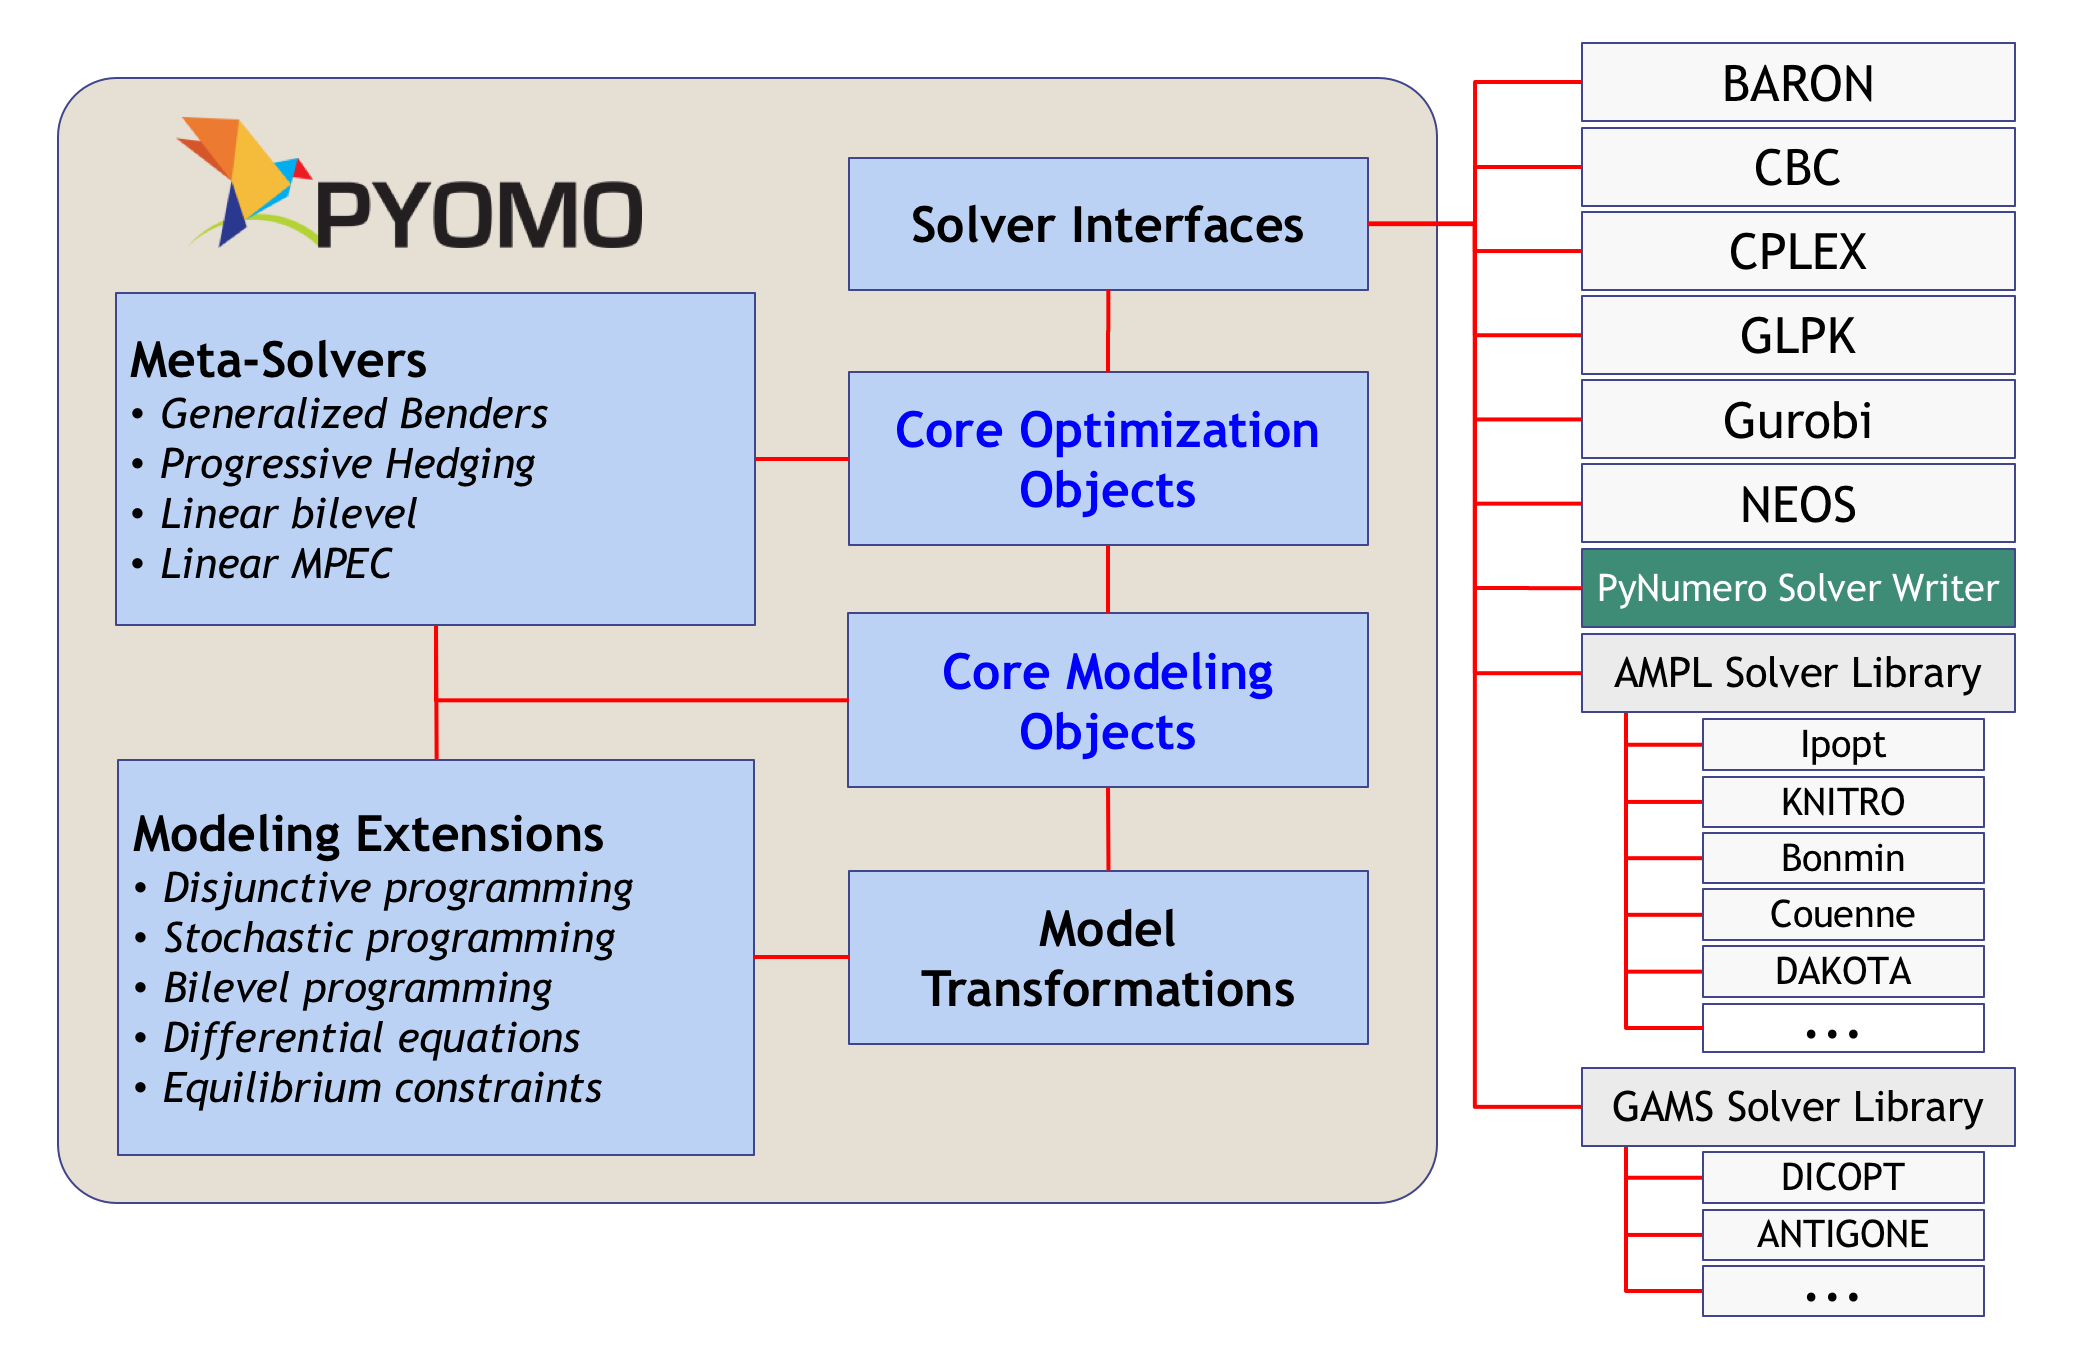 PYOMO
Meta-Solvers
• Generalized Benders
• Progressive Hedging
• Linear bilevel
• Linear MPEC
Modeling Extensions
• Disjunctive programming
• Stochastic programming
• Bilevel programming
• Differential equations
• Equilibrium constraints
Solver Interfaces
Core Optimization
Objects
Core Modeling
Objects
Model
Transformations
BARON
CBC
CPLEX
GLPK
Gurobi
NEOS
PyNumero Solver Writer
AMPL Solver Library
Ipopt
KNITRO
Bonmin
Couenne
DAKOTA
...
GAMS Solver Library
DICOPT
ANTIGONE
...